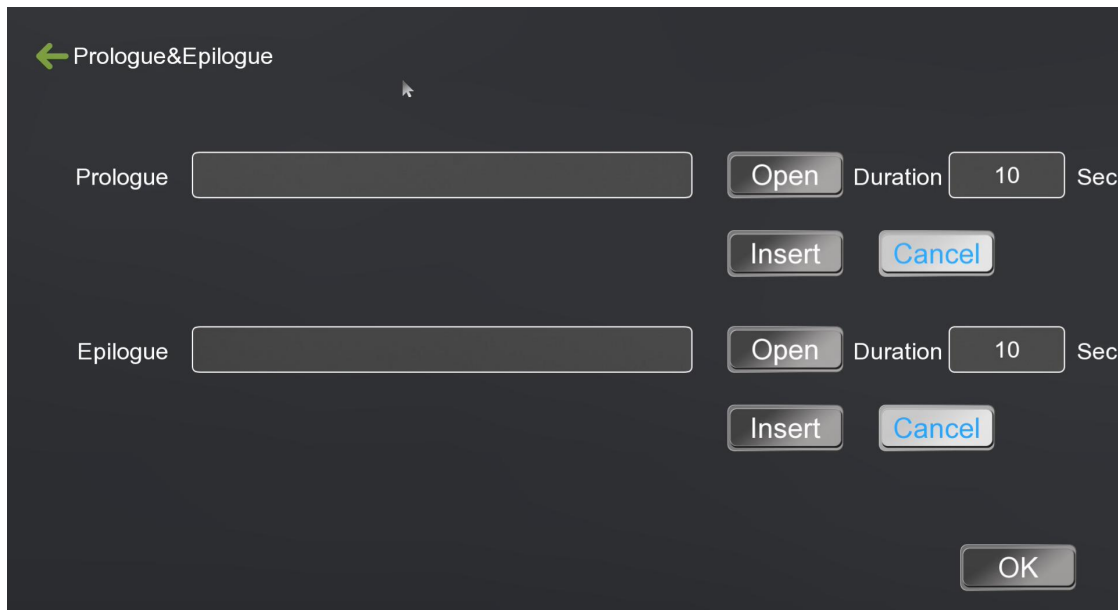 Prologue&Epilogue
Prologue Open Duration 10 Sec
Insert Cancel
Epilogue Open Duration 10 Sec
Insert Cancel
OK